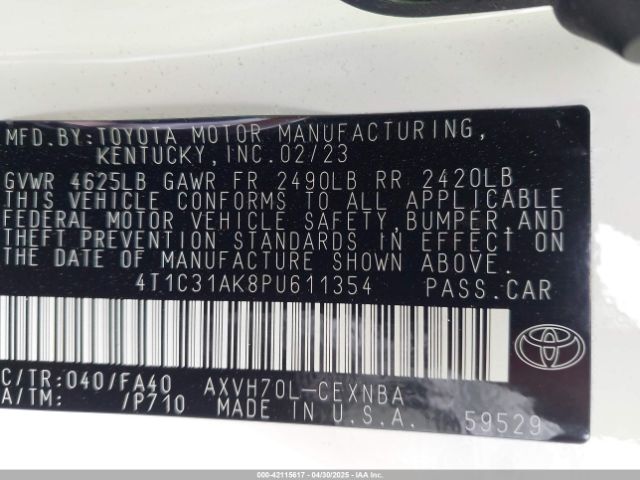 MFD.BY:TOYOTA MOTOR MANUFACTURING,
KENTUCKY,INC.02/23
GVWR 4625LB GAWR FR 2490LB RR 2420LB
THIS VEHICLE CONFORMS TO ALL APPLICABLE
FEDERAL MOTOR VEHICLE SAFETY,BUMPER,AND
THEFT PREVENTION STANDARDS IN EFFECT ON
THE DATE OF MANUFACTURE SHOWN ABOVE.
4T1C31AK8PU611354 PASS.CAR
C/TR:040/FA40 AXVH70L-CEXNBA
A/TM: /P710 MADE IN U.S.A. 59529
000-42115617 - 04/30/2025 - IAAI.COM